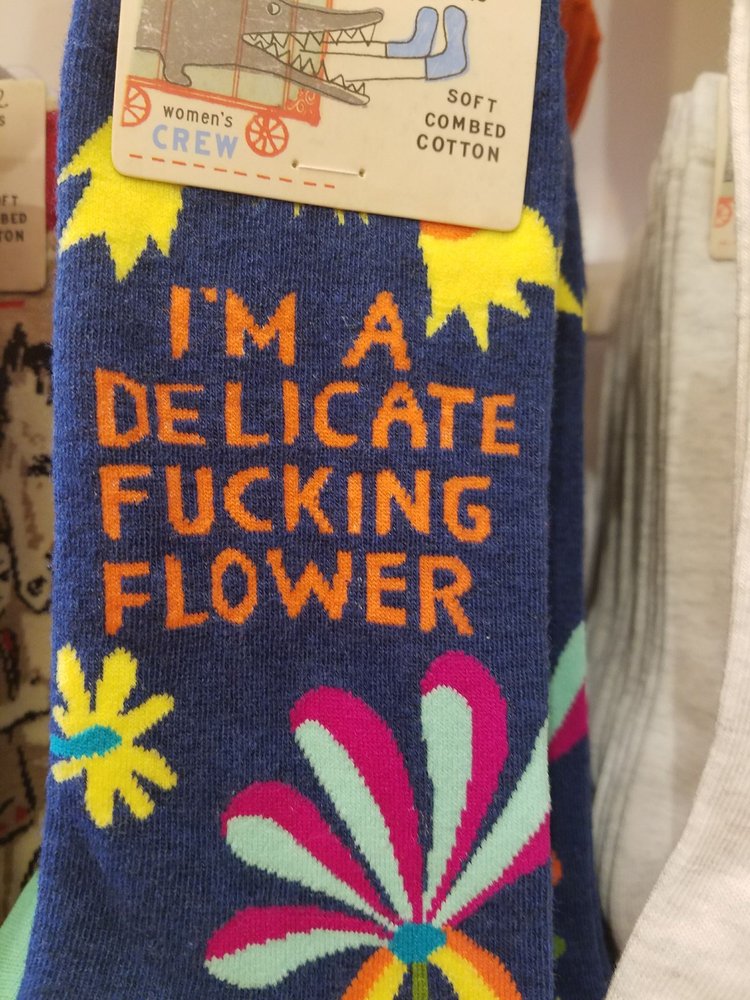 women's
CREW
SOFT
COMBED
COTTON
I'M A
DELICATE
FUCKING
FLOWER